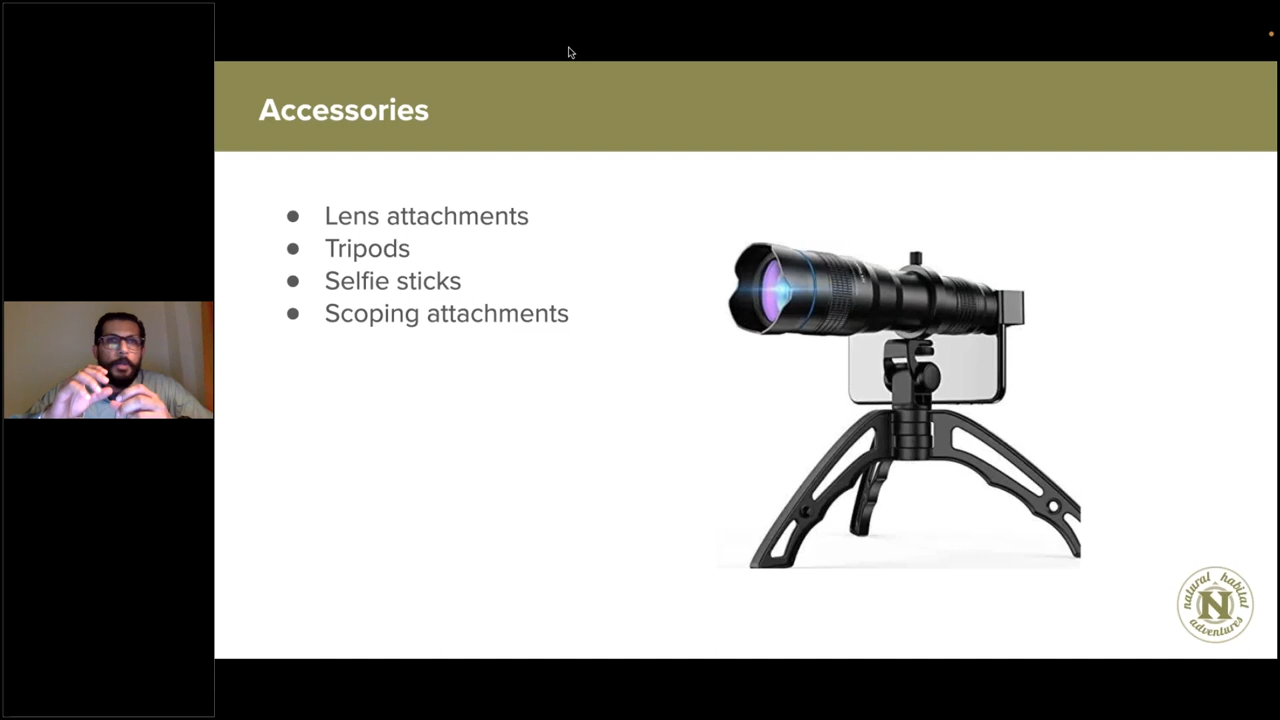 Accessories
● Lens attachments
● Tripods
● Selfie sticks
● Scoping attachments
natural habitat
N
adventures